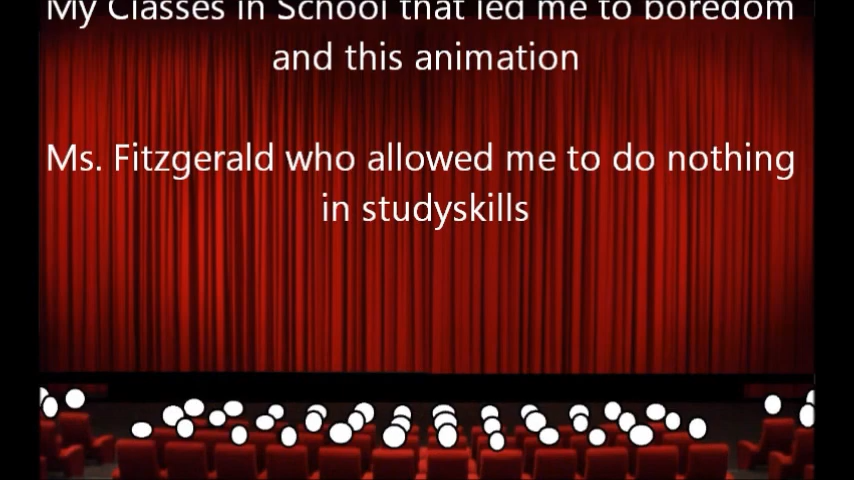 My Classes in School that led me to boredom
and this animation
Ms. Fitzgerald who allowed me to do nothing
in studyskills